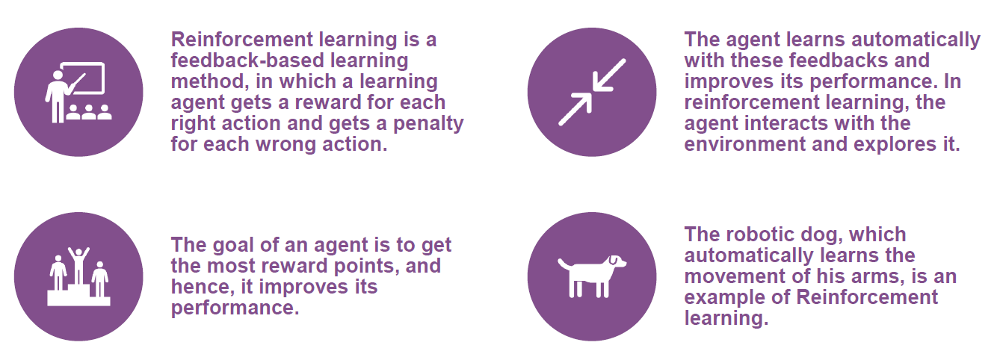 Reinforcement learning is a
feedback-based learning
method, in which a learning
agent gets a reward for each
right action and gets a penalty
for each wrong action.
The agent learns automatically
with these feedbacks and
improves its performance. In
reinforcement learning, the
agent interacts with the
environment and explores it.
The goal of an agent is to get
the most reward points, and
hence, it improves its
performance.
The robotic dog, which
automatically learns the
movement of his arms, is an
example of Reinforcement
learning.